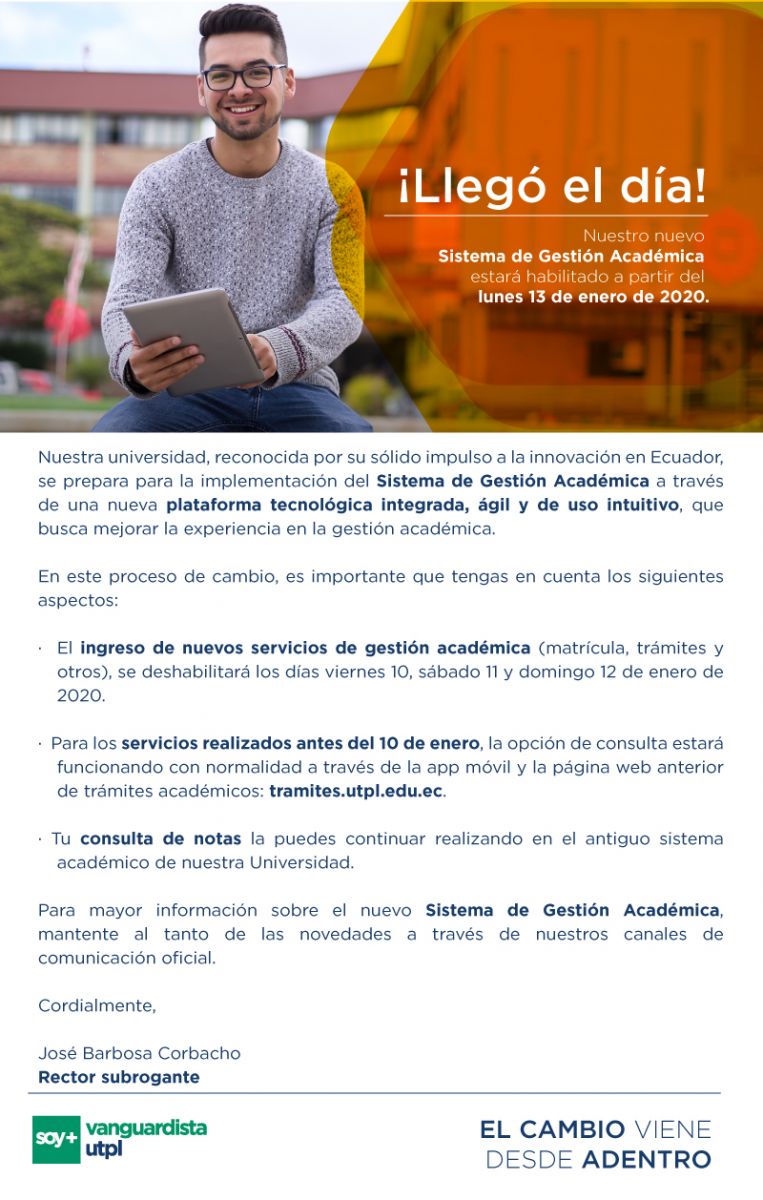 ¡Llegó el día!
Nuestro nuevo
Sistema de Gestión Académica
estará habilitado a partir del
lunes 13 de enero de 2020.
Nuestra universidad, reconocida por su sólido impulso a la innovación en Ecuador,
se prepara para la implementación del Sistema de Gestión Académica a través
de una nueva plataforma tecnológica integrada, ágil y de uso intuitivo, que
busca mejorar la experiencia en la gestión académica.
En este proceso de cambio, es importante que tengas en cuenta los siguientes
aspectos:
· El ingreso de nuevos servicios de gestión académica (matrícula, trámites y
otros), se deshabilitará los días viernes 10, sábado 11 y domingo 12 de enero de
2020.
· Para los servicios realizados antes del 10 de enero, la opción de consulta estará
funcionando con normalidad a través de la app móvil y la página web anterior
de trámites académicos: tramites.utpl.edu.ec.
· Tu consulta de notas la puedes continuar realizando en el antiguo sistema
académico de nuestra Universidad.
Para mayor información sobre el nuevo Sistema de Gestión Académica,
mantente al tanto de las novedades a través de nuestros canales de
comunicación oficial.
Cordialmente,
José Barbosa Corbacho
Rector subrogante
soy+ vanguardista
utpl
EL CAMBIO VIENE
DESDE ADENTRO